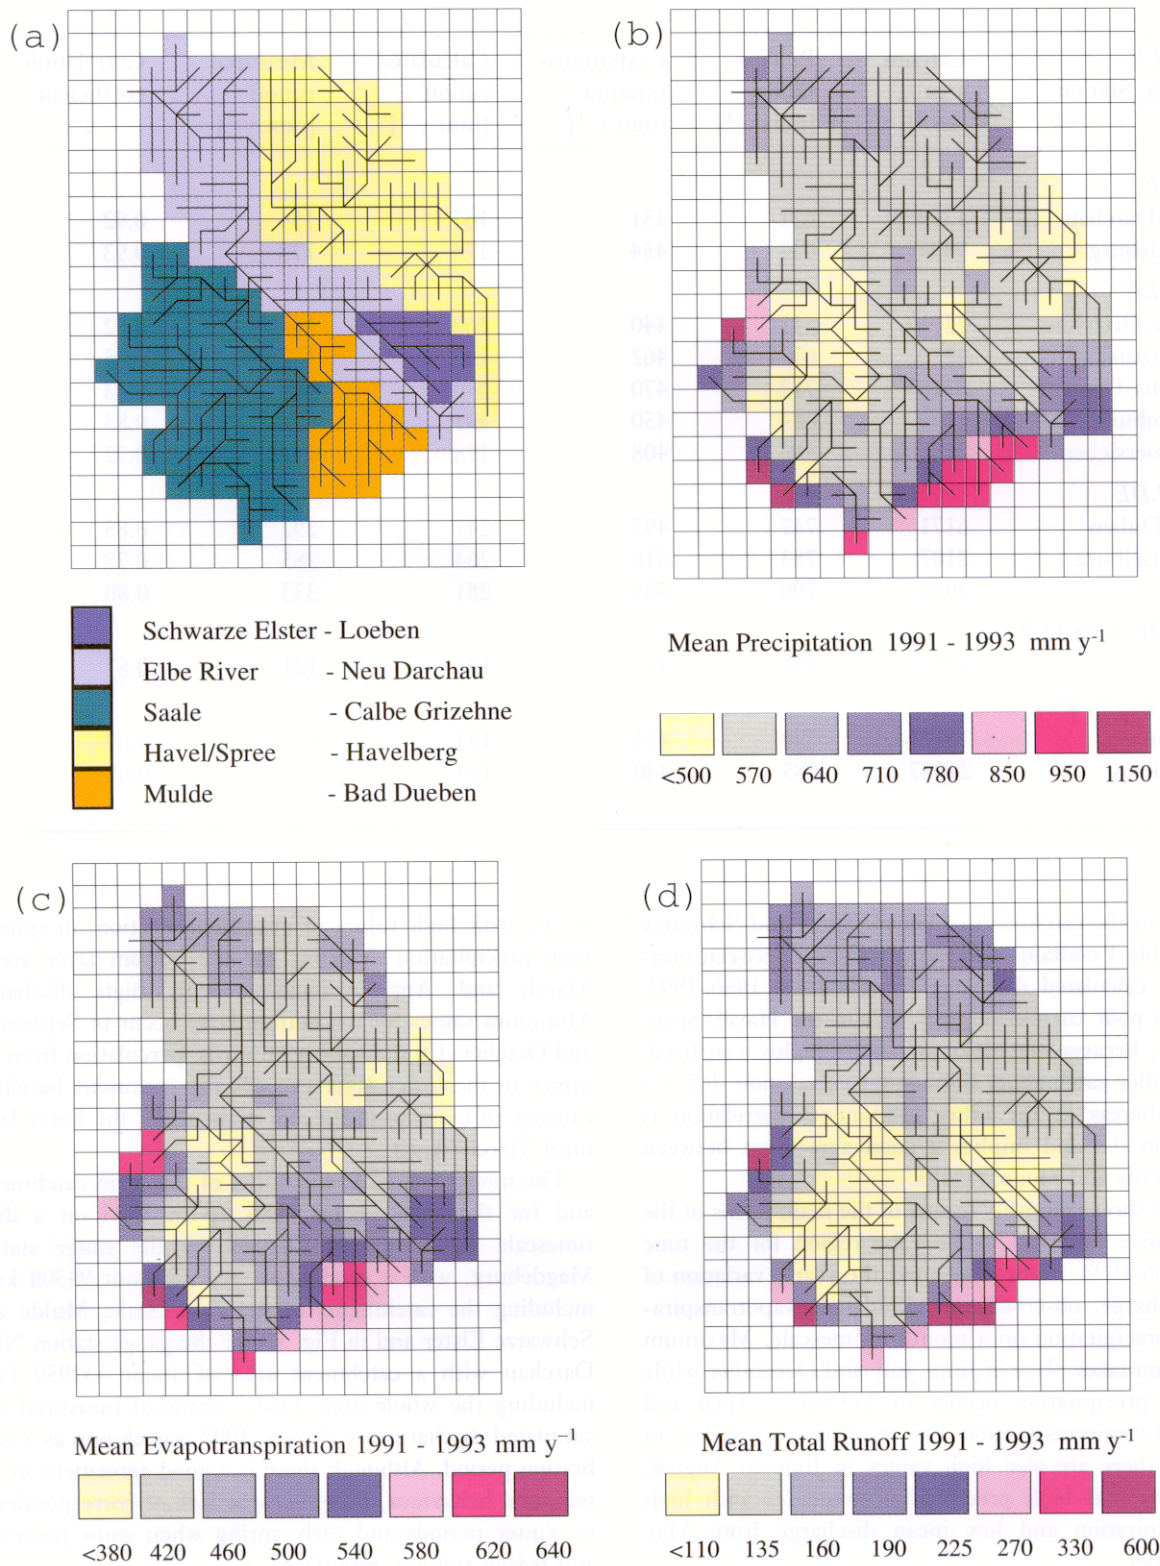 (a)
(b)
Schwarze Elster - Loeben
Elbe River - Neu Darchau
Saale - Calbe Grizehne
Havel/Spree - Havelberg
Mulde - Bad Dueben
Mean Precipitation 1991 - 1993 mm y-1
<500 570 640 710 780 850 950 1150
(c)
(d)
Mean Evapotranspiration 1991 - 1993 mm y–1
<380 420 460 500 540 580 620 640
Mean Total Runoff 1991 - 1993 mm y–1
<110 135 160 190 225 270 330 600